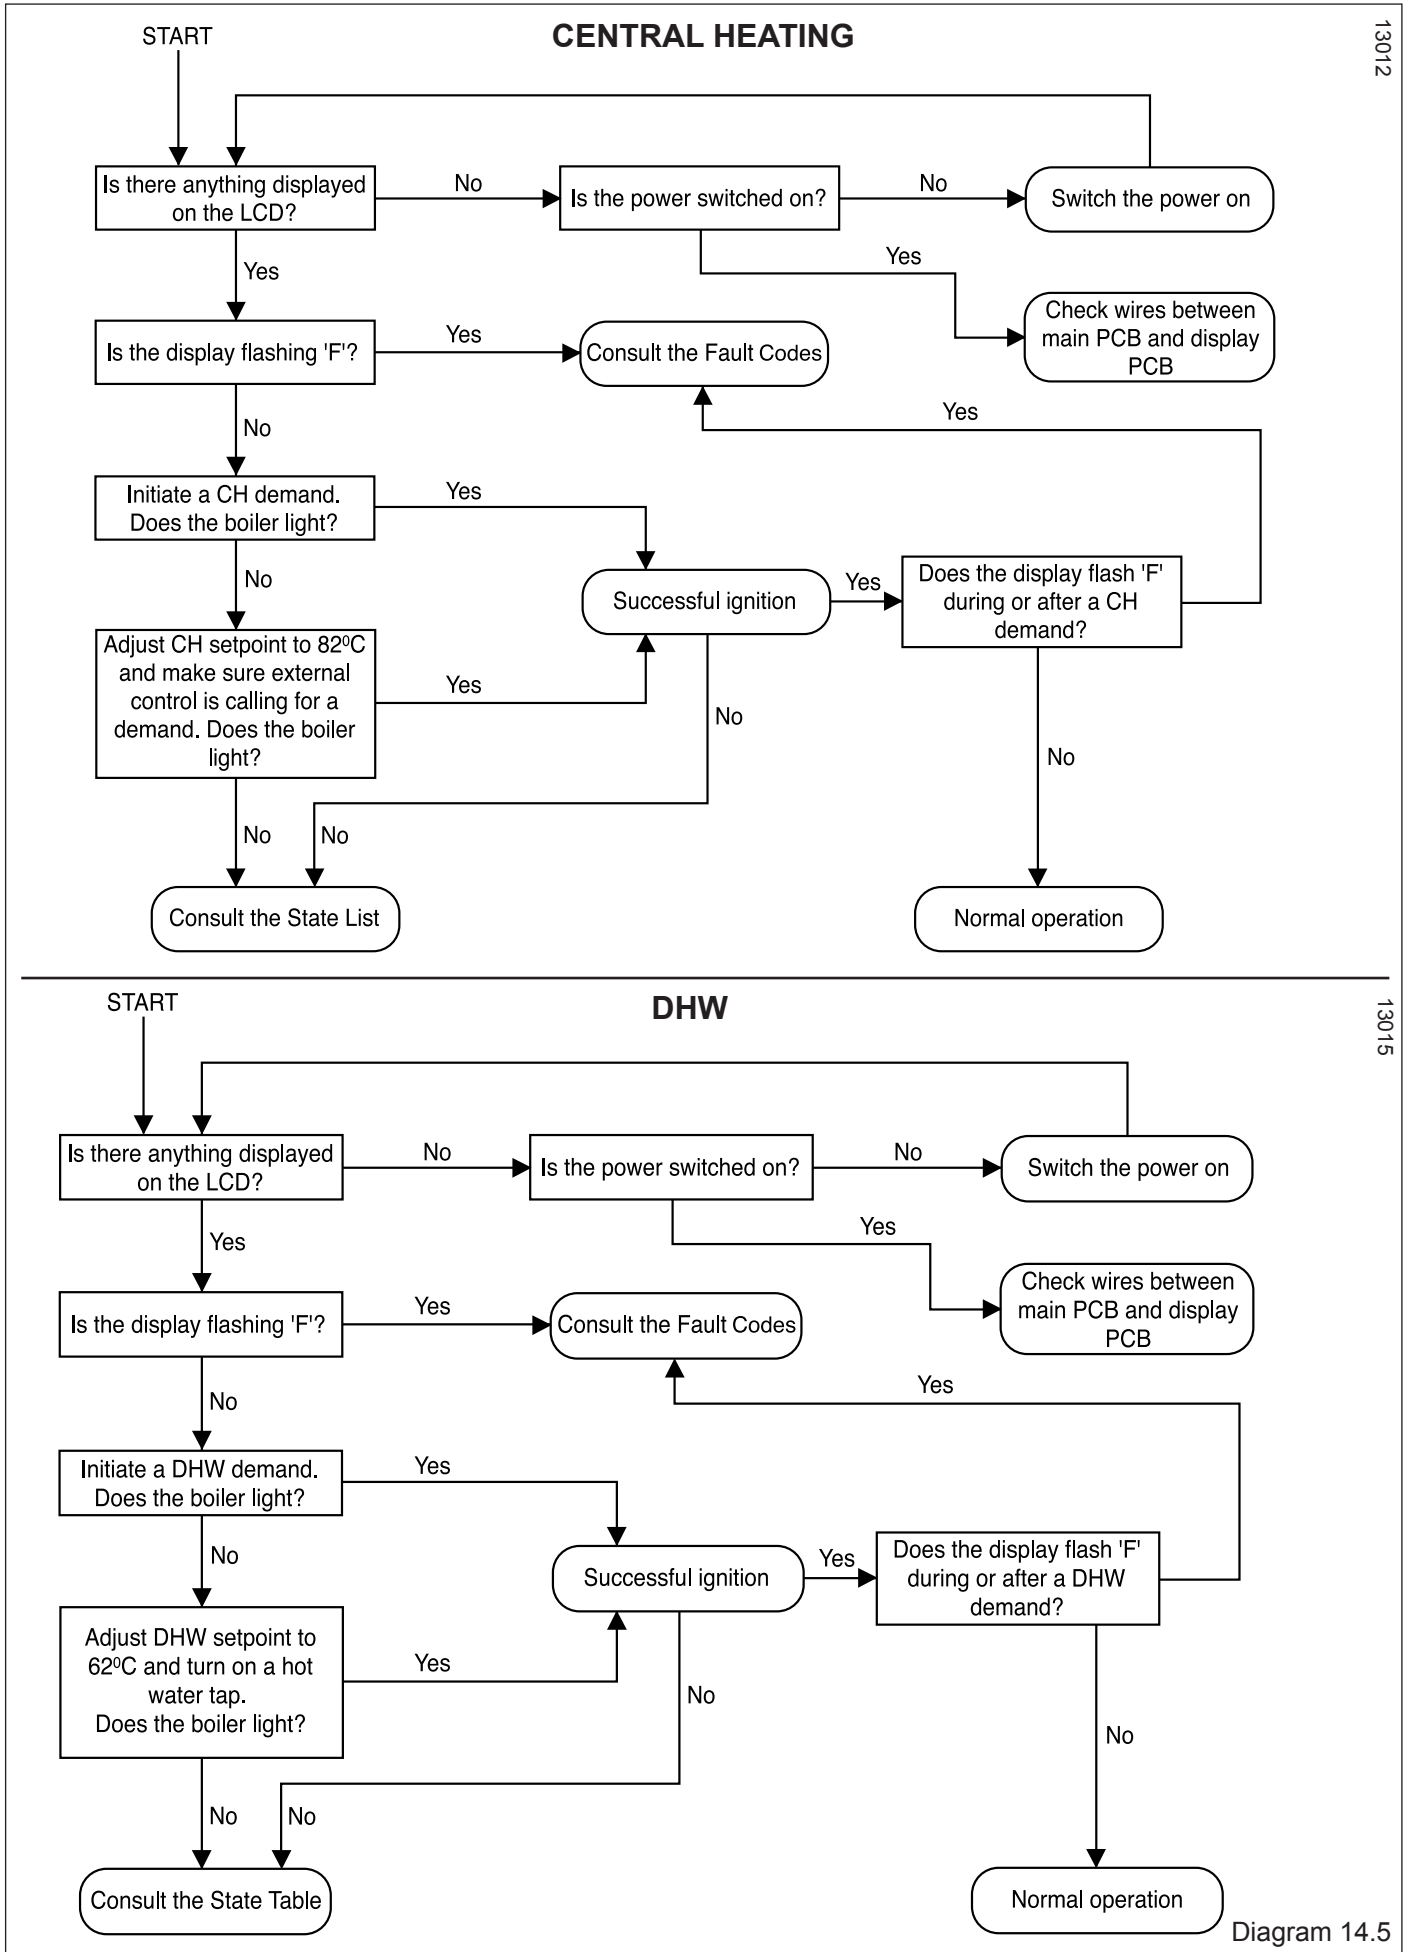 START
CENTRAL HEATING
13012
Is there anything displayed
on the LCD?
No
Is the power switched on?
No
Switch the power on
Yes
Yes
Check wires between
main PCB and display
PCB
Is the display flashing 'F'?
Yes
Consult the Fault Codes
No
Yes
Initiate a CH demand.
Does the boiler light?
Yes
No
Successful ignition
Yes
Does the display flash 'F'
during or after a CH
demand?
Adjust CH setpoint to 82⁰C
and make sure external
control is calling for a
demand. Does the boiler
light?
Yes
No
No
No
No
Consult the State List
Normal operation
START
DHW
13015
Is there anything displayed
on the LCD?
No
Is the power switched on?
No
Switch the power on
Yes
Yes
Check wires between
main PCB and display
PCB
Is the display flashing 'F'?
Yes
Consult the Fault Codes
No
Yes
Initiate a DHW demand.
Does the boiler light?
Yes
No
Successful ignition
Yes
Does the display flash 'F'
during or after a DHW
demand?
Adjust DHW setpoint to
62⁰C and turn on a hot
water tap.
Does the boiler light?
Yes
No
No
No
No
Consult the State Table
Normal operation
Diagram 14.5